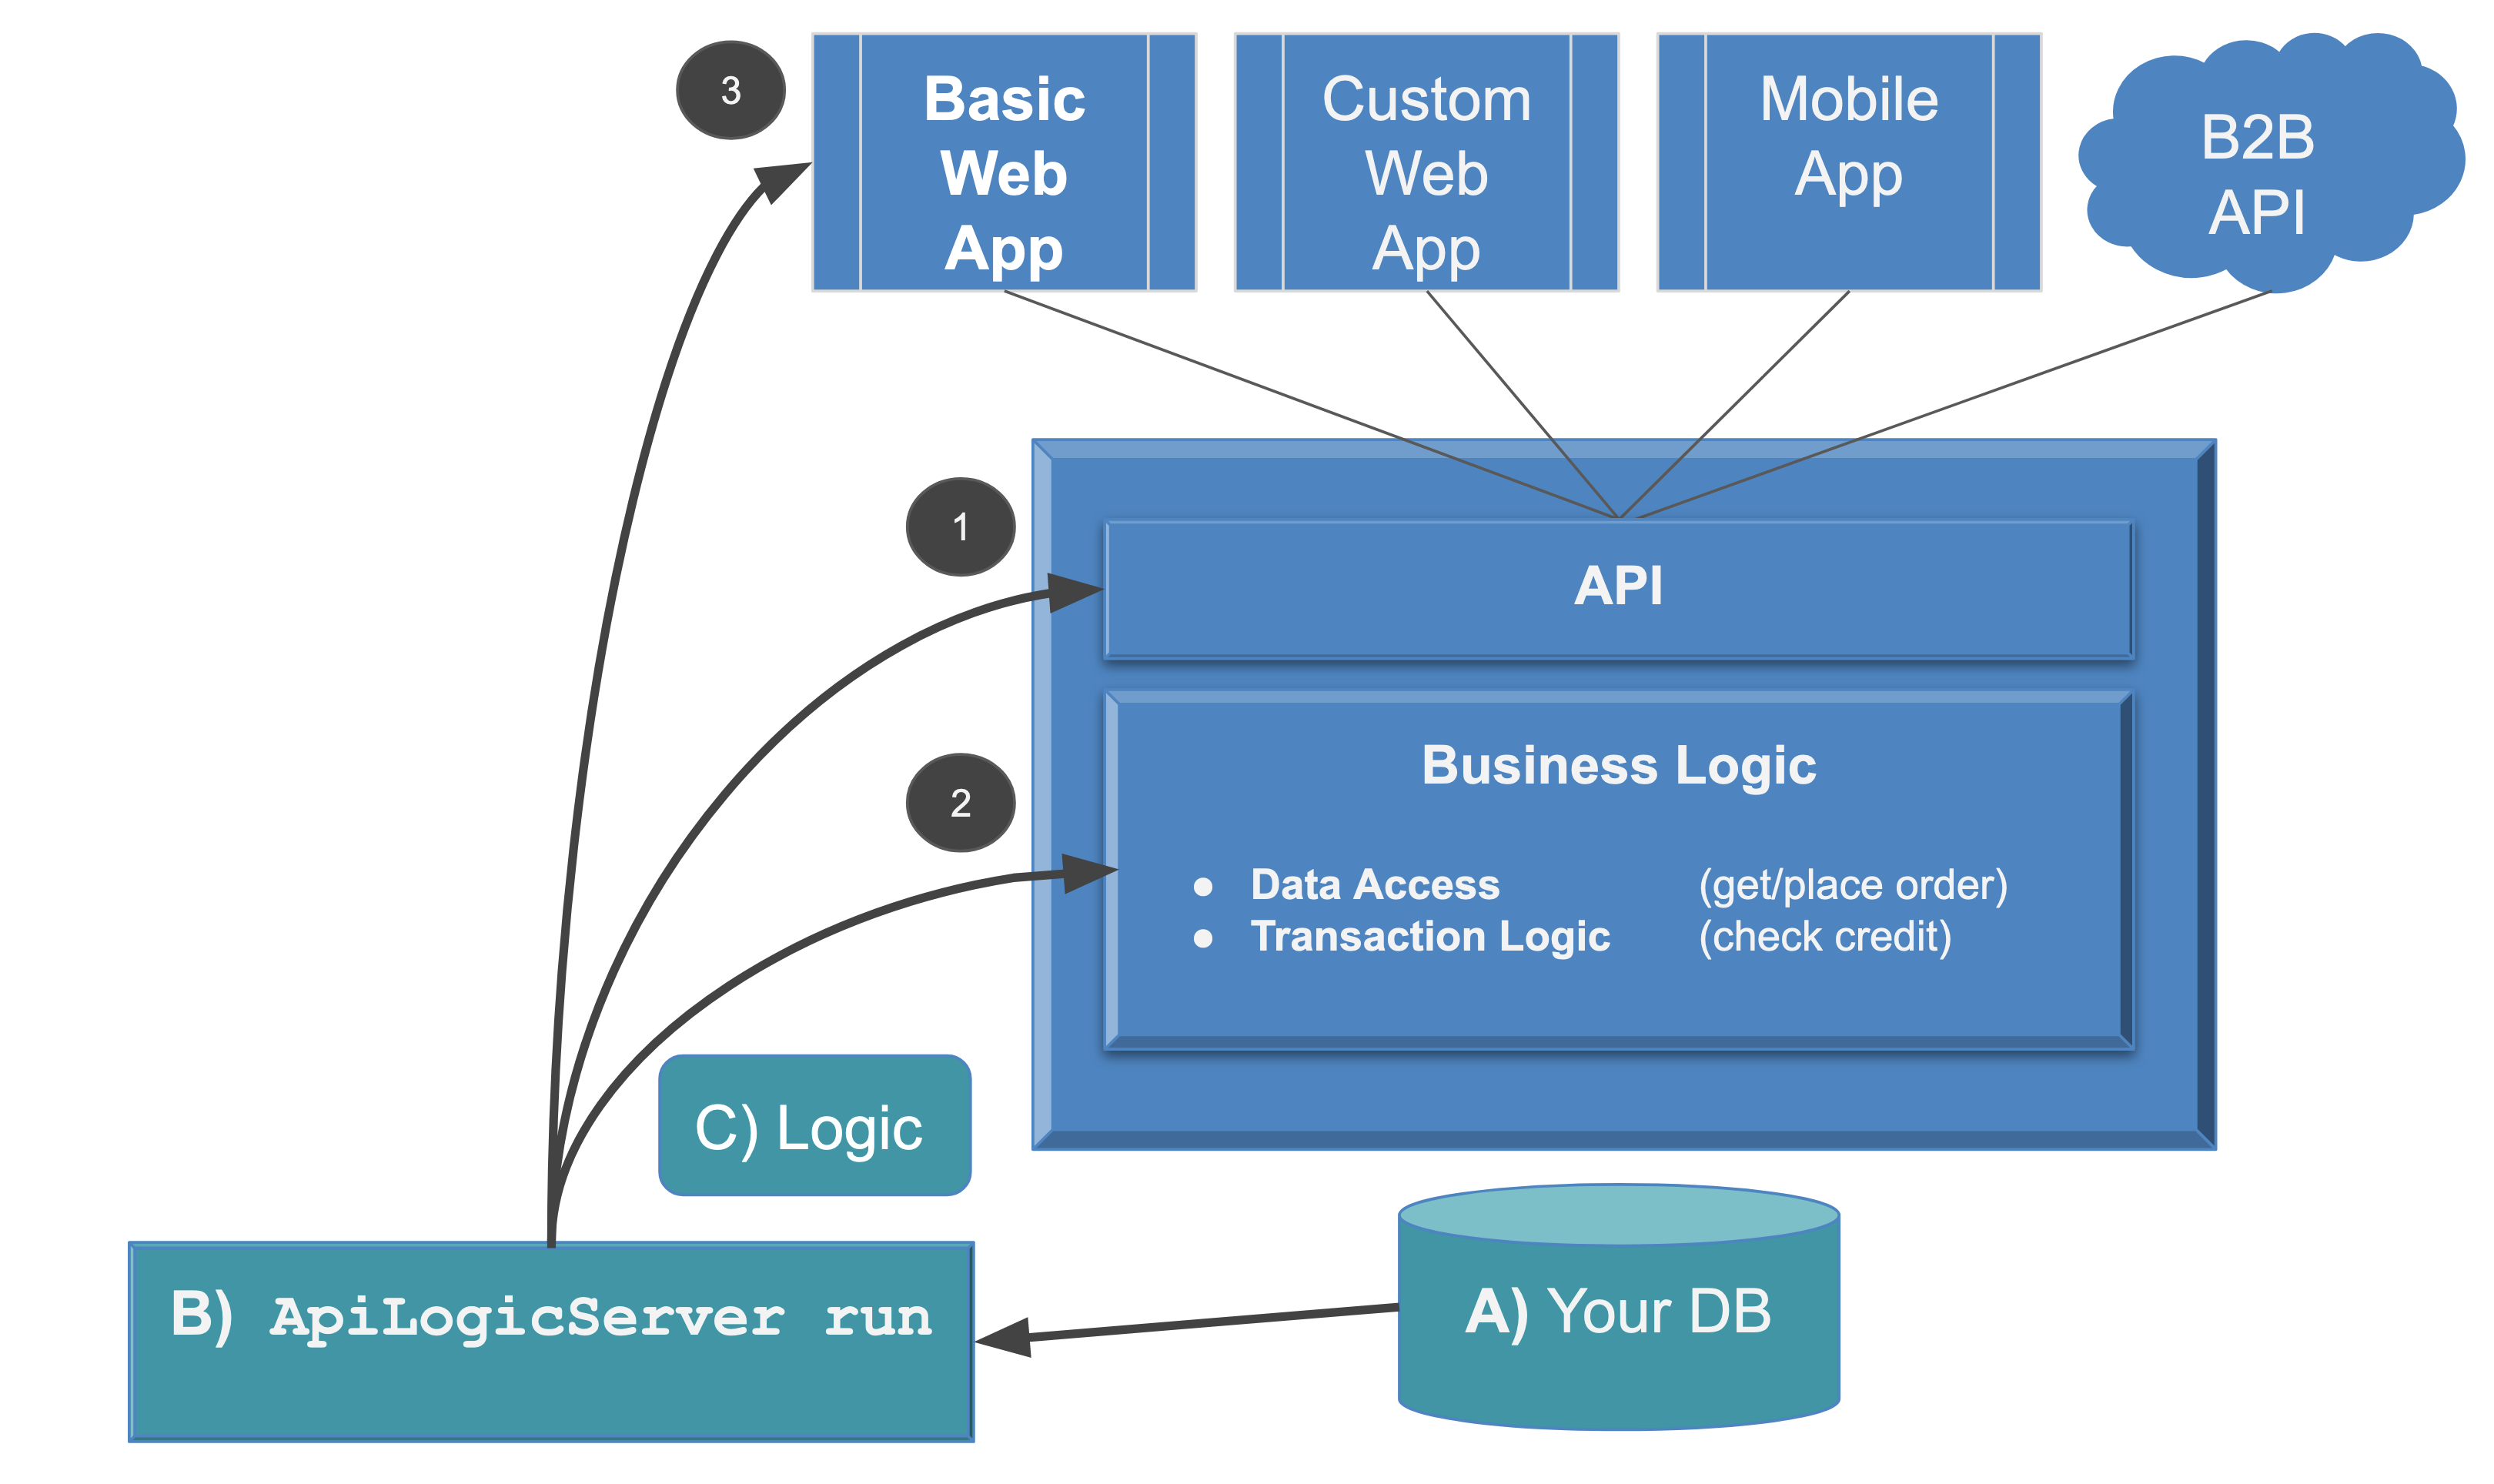 3
Basic
Web
App
Custom
Web
App
Mobile
App
B2B
API
1
API
2
Business Logic
● Data Access (get/place order)
● Transaction Logic (check credit)
C) Logic
B) ApiLogicServer run
A) Your DB